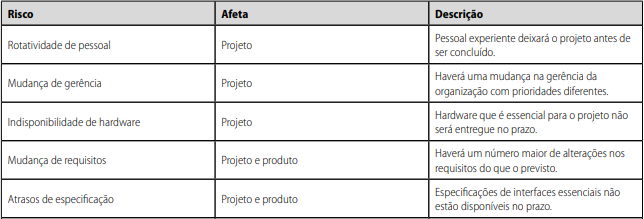 Risco Afeta Descrição
Rotatividade de pessoal Projeto Pessoal experiente deixará o projeto antes de
ser concluído.
Mudança de gerência Projeto Haverá uma mudança na gerência da
organização com prioridades diferentes.
Indisponibilidade de hardware Projeto Hardware que é essencial para o projeto não
será entregue no prazo.
Mudança de requisitos Projeto e produto Haverá um número maior de alterações nos
requisitos do que o previsto.
Atrasos de especificação Projeto e produto Especificações de interfaces essenciais não
estão disponíveis no prazo.